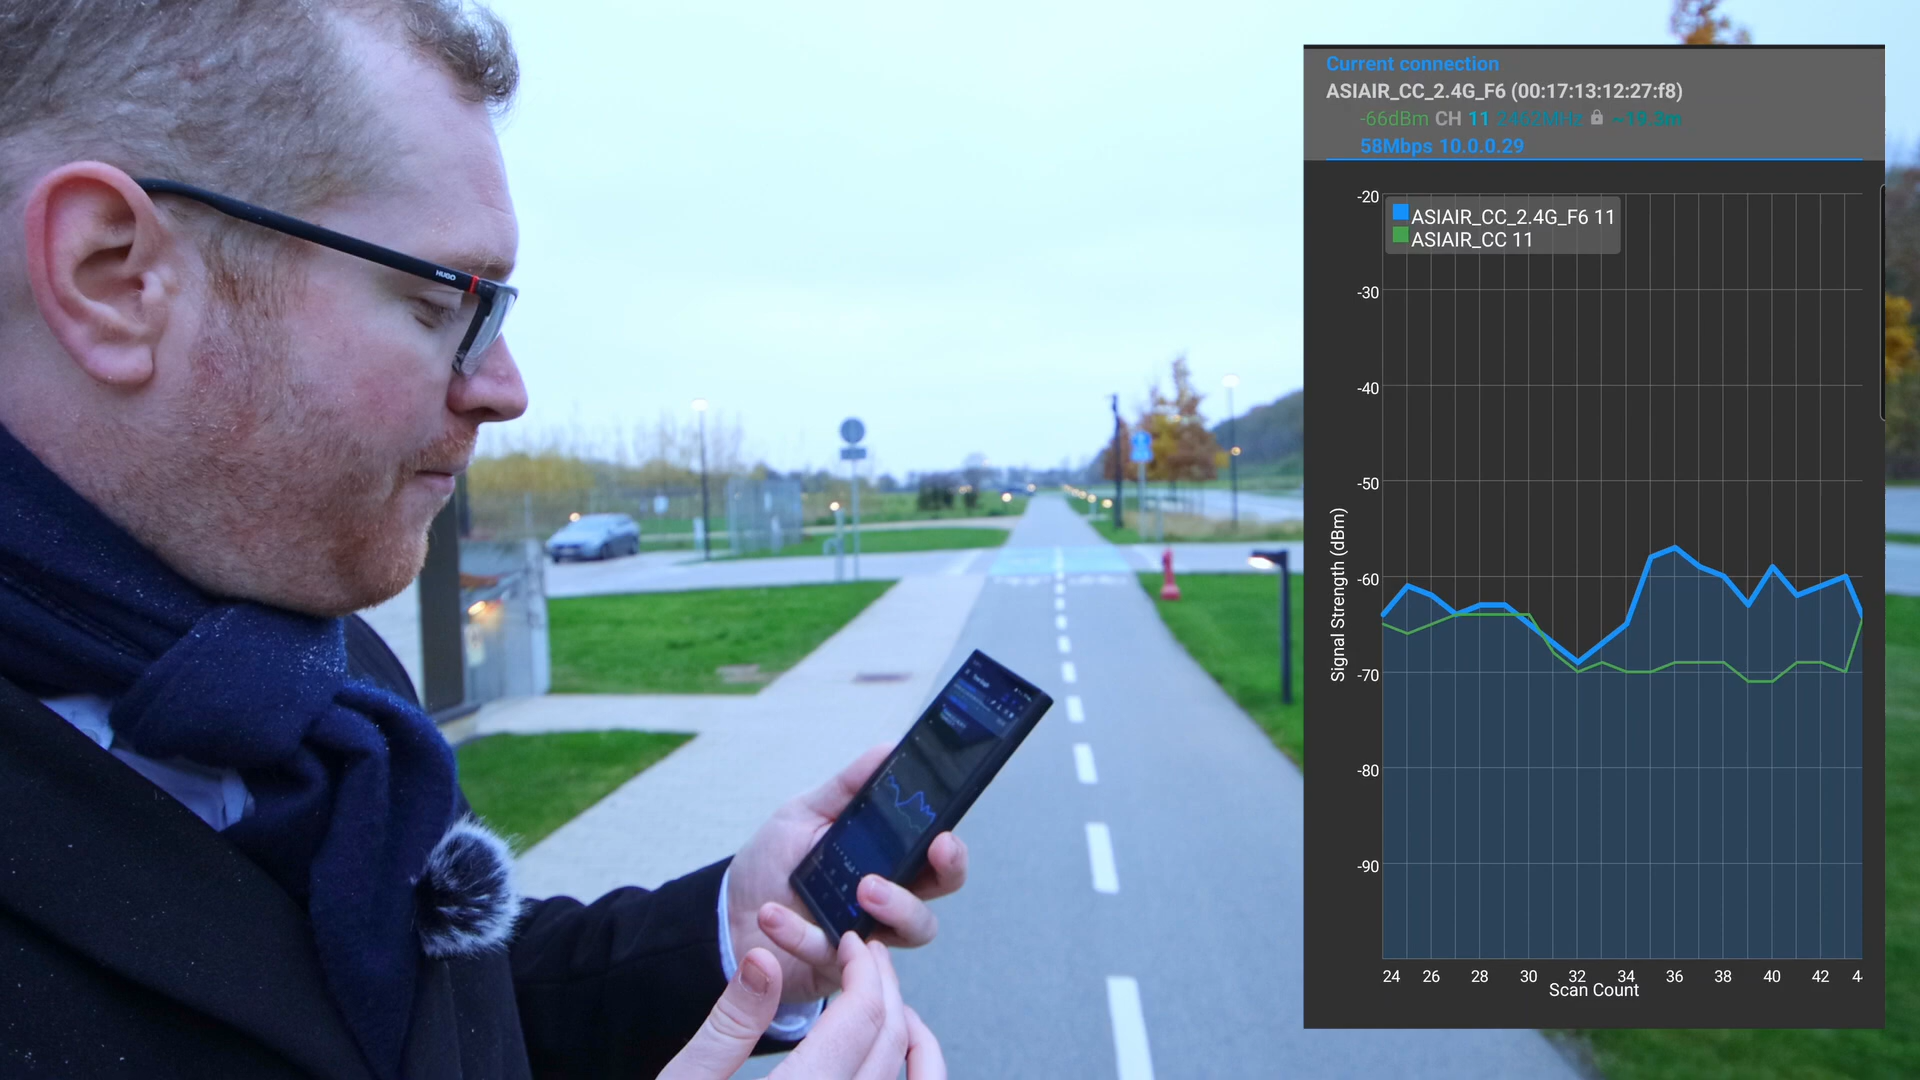 HUGO
Current connection
ASIAIR_CC_2.4G_F6 (00:17:13:12:27:f8)
-66dBm CH 11 2462MHz ~19.3m
58Mbps 10.0.0.29
ASIAIR_CC_2.4G_F6 11
ASIAIR_CC 11
Signal Strength (dBm)
-20
-30
-40
-50
-60
-70
-80
-90
24 26 28 30 32 34 36 38 40 42 4
Scan Count